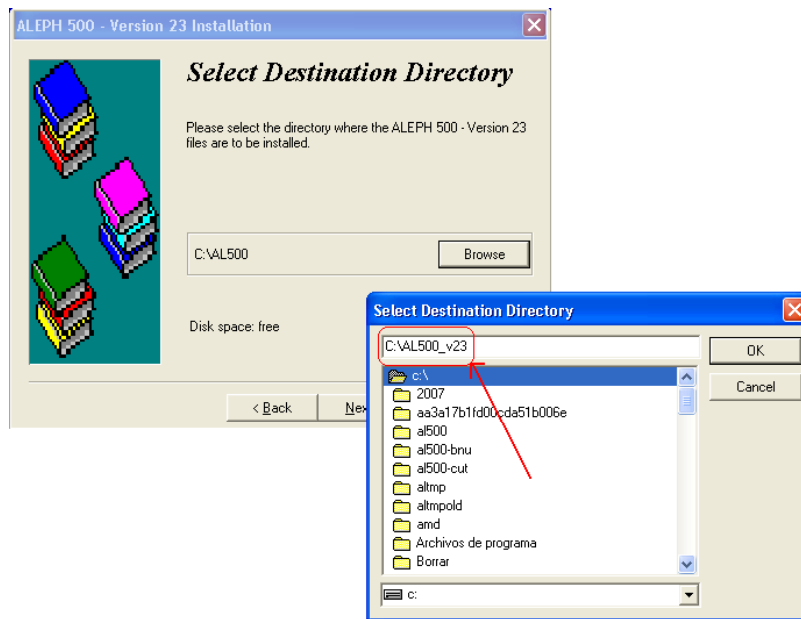 ALEPH 500 - Version 23 Installation
Select Destination Directory
Please select the directory where the ALEPH 500 - Version 23
files are to be installed.
C:\AL500
Browse
Disk space: free
< Back
Nex
Select Destination Directory
C:\AL500_v23
OK
Cancel
c:\
2007
aa3a17b1fd00cda51b006e
al500
al500-bnu
al500-cut
altmp
altmpold
amd
Archivos de programa
Borrar
c: